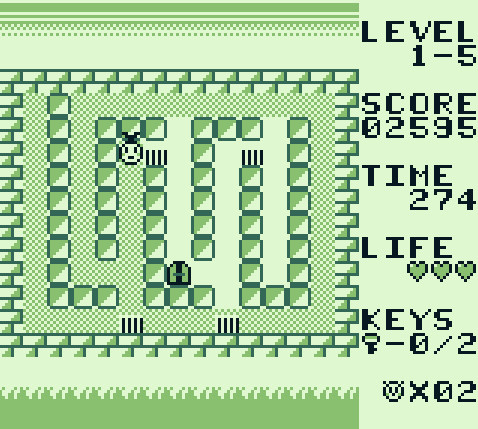 LEVEL
1-5
SCORE
02595
TIME
274
LIFE
KEYS
-0/2
X02